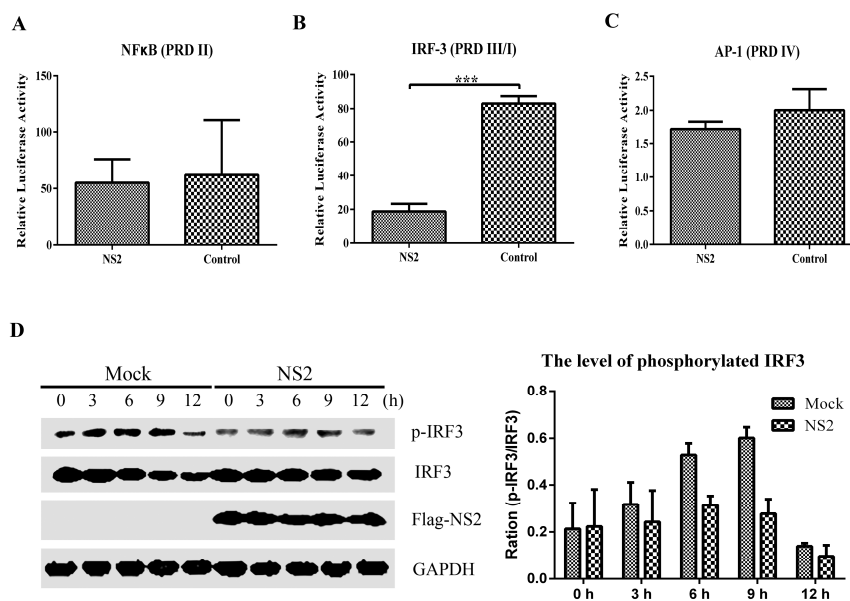 A
NFκB (PRD II)
Relative Luciferase Activity
150
100
50
0
NS2 Control
B
IRF-3 (PRD III/I)
Relative Luciferase Activity
100
80
60
40
20
0
***
NS2 Control
C
AP-1 (PRD IV)
Relative Luciferase Activity
2.5
2.0
1.5
1.0
0.5
0.0
NS2 Control
D
Mock NS2
0 3 6 9 12 0 3 6 9 12 (h)
p-IRF3
IRF3
Flag-NS2
GAPDH
The level of phosphorylated IRF3
Ration (p-IRF3/IRF3)
0.8
0.6
0.4
0.2
0.0
Mock
NS2
0 h 3 h 6 h 9 h 12 h